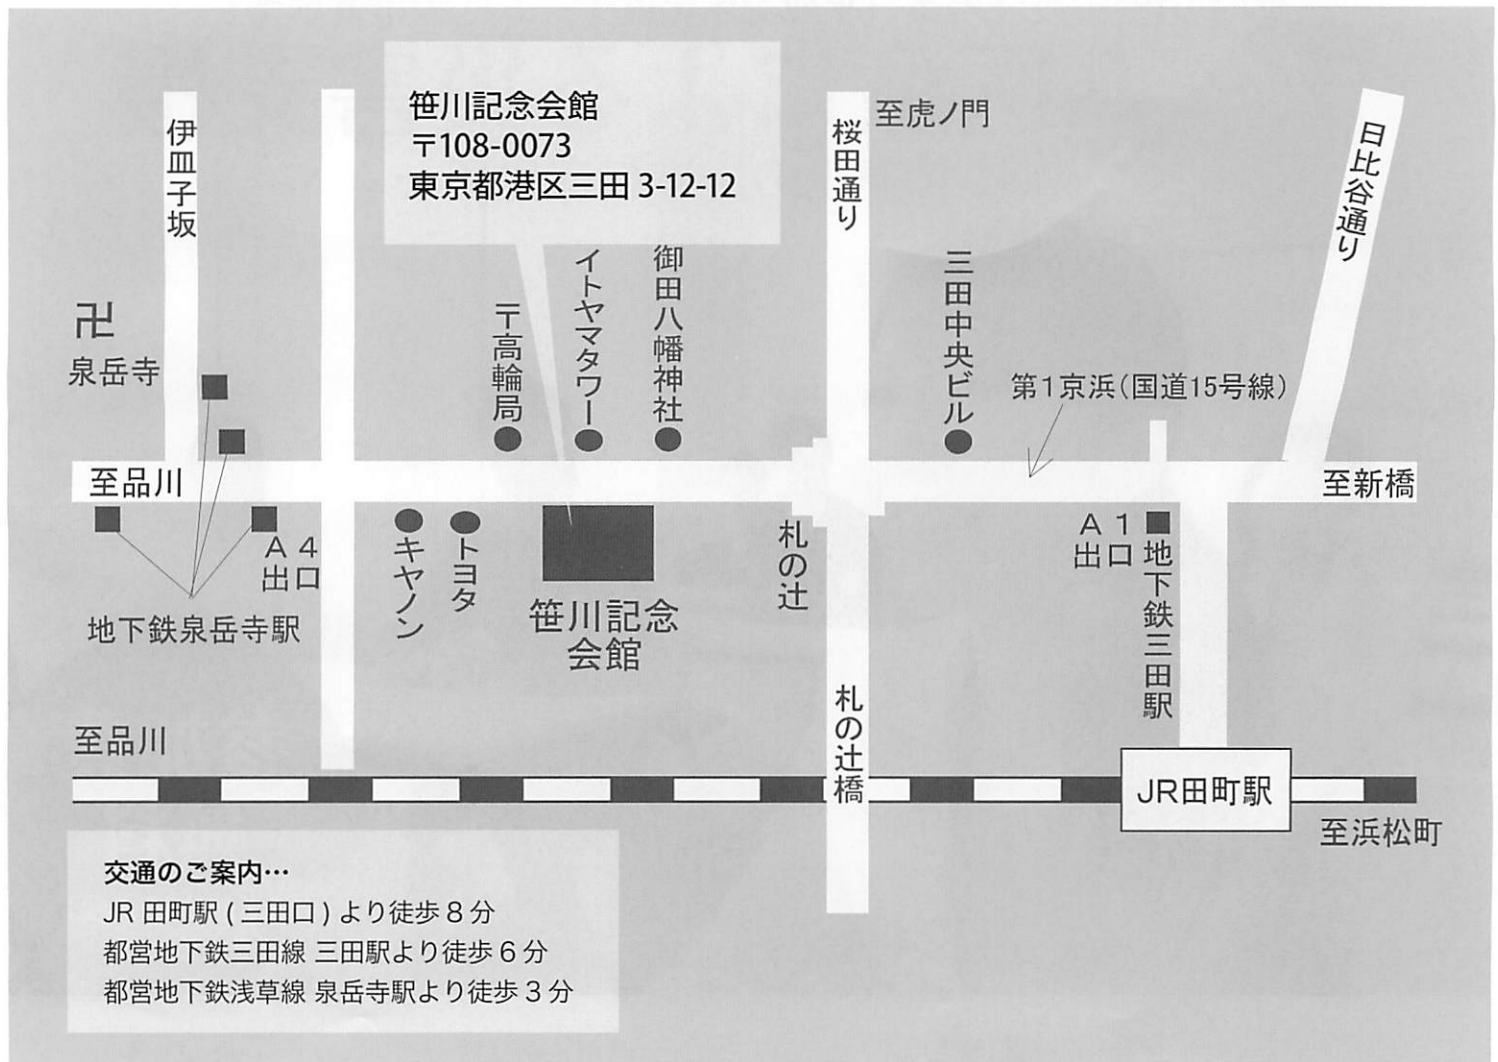 笹川記念会館
〒108-0073
東京都港区三田 3-12-12
伊皿子坂
桜田通り
至虎ノ門
日比谷通り
卍
泉岳寺
〒高輪局
イトヤマタワー
御田八幡神社
三田中央ビル
第1京浜(国道15号線)
至品川
至新橋
A4
出口
地下鉄泉岳寺駅
キヤノン
トヨタ
笹川記念
会館
札の辻
A1
出口
地下鉄三田駅
至品川
札の辻橋
JR田町駅
至浜松町
交通のご案内…
JR 田町駅 ( 三田口 ) より徒歩 8 分
都営地下鉄三田線 三田駅より徒歩 6 分
都営地下鉄浅草線 泉岳寺駅より徒歩 3 分